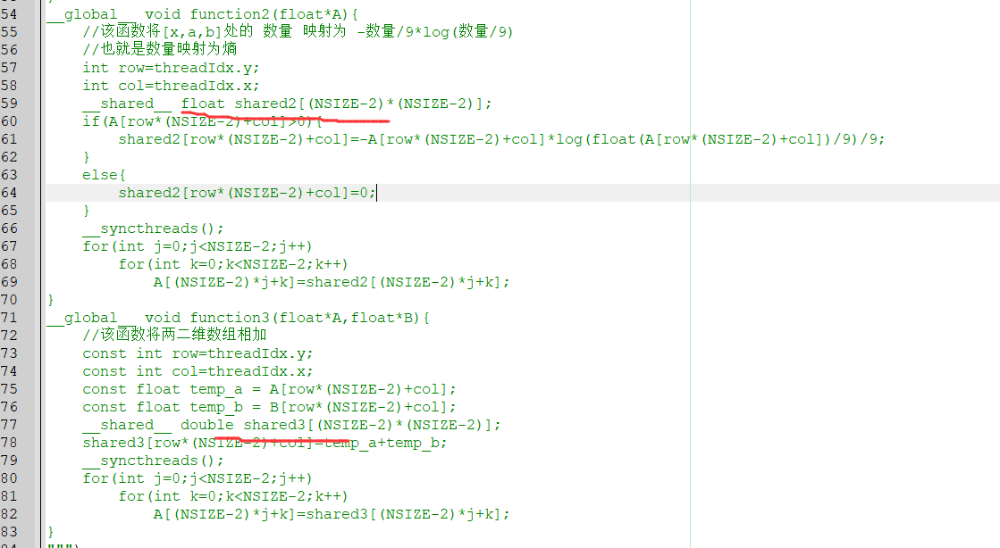 54 __global__ void function2(float*A){
55 //该函数将[x,a,b]处的 数量 映射为 -数量/9*log(数量/9)
56 //也就是数量映射为熵
57 int row=threadIdx.y;
58 int col=threadIdx.x;
59 __shared__ float shared2[(NSIZE-2)*(NSIZE-2)];
60 if(A[row*(NSIZE-2)+col]>0){
61 shared2[row*(NSIZE-2)+col]=-A[row*(NSIZE-2)+col]*log(float(A[row*(NSIZE-2)+col])/9)/9;
62 }
63 else{
64 shared2[row*(NSIZE-2)+col]=0;
65 }
66 __syncthreads();
67 for(int j=0;j<NSIZE-2;j++)
68 for(int k=0;k<NSIZE-2;k++)
69 A[(NSIZE-2)*j+k]=shared2[(NSIZE-2)*j+k];
70 }
71 __global__ void function3(float*A,float*B){
72 //该函数将两二维数组相加
73 const int row=threadIdx.y;
74 const int col=threadIdx.x;
75 const float temp_a = A[row*(NSIZE-2)+col];
76 const float temp_b = B[row*(NSIZE-2)+col];
77 __shared__ double shared3[(NSIZE-2)*(NSIZE-2)];
78 shared3[row*(NSIZE-2)+col]=temp_a+temp_b;
79 __syncthreads();
80 for(int j=0;j<NSIZE-2;j++)
81 for(int k=0;k<NSIZE-2;k++)
82 A[(NSIZE-2)*j+k]=shared3[(NSIZE-2)*j+k];
83 }